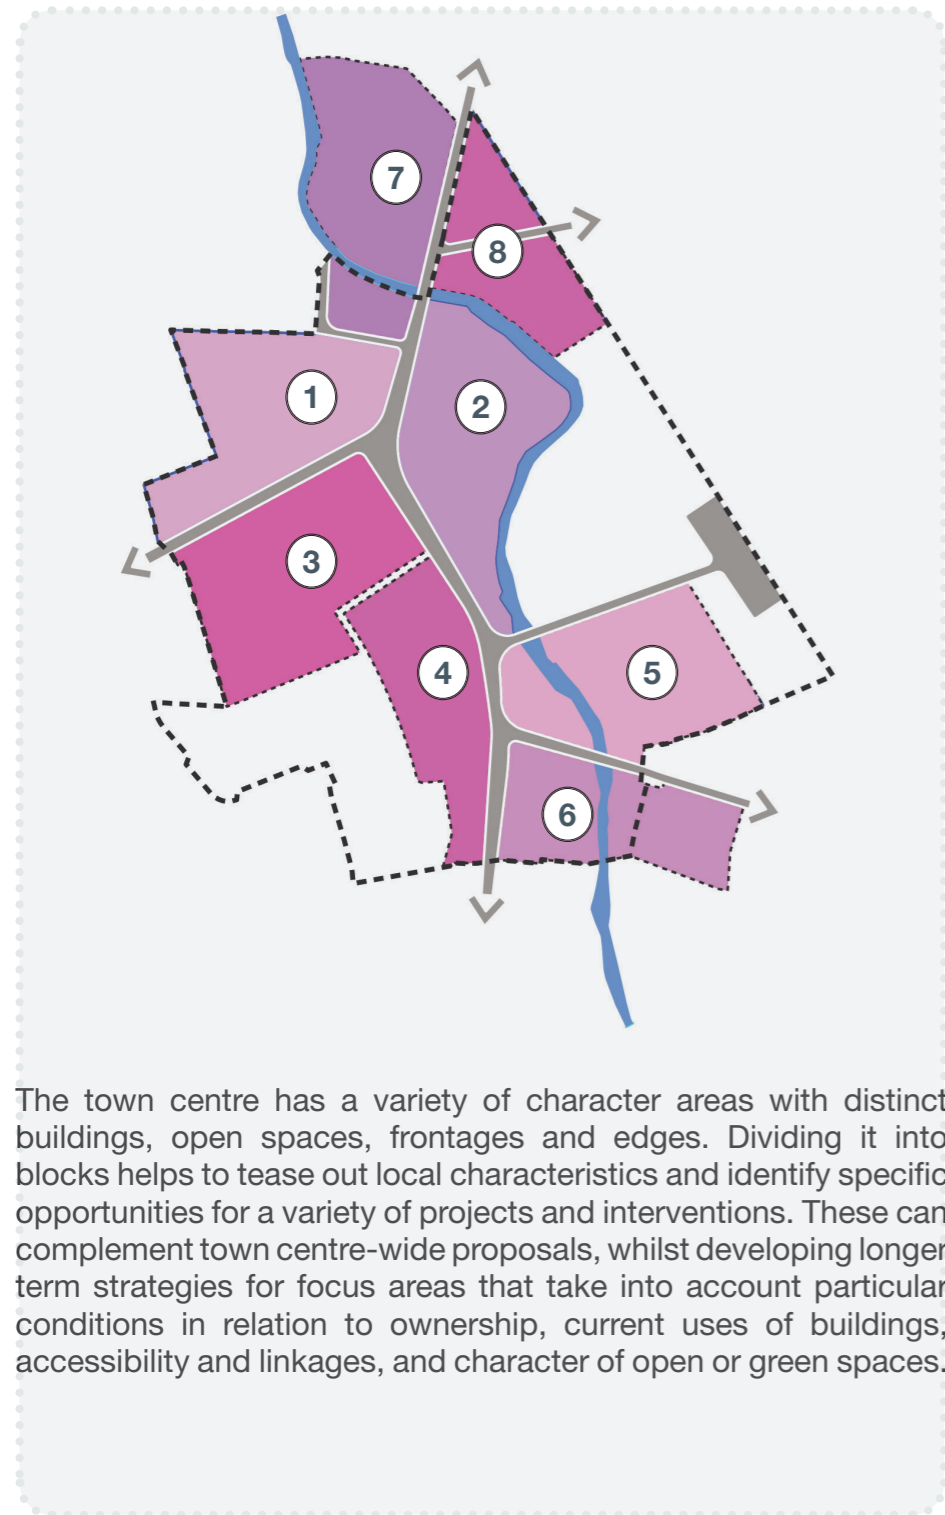 7
8
1
2
3
4
5
6
The town centre has a variety of character areas with distinct
buildings, open spaces, frontages and edges. Dividing it into
blocks helps to tease out local characteristics and identify specific
opportunities for a variety of projects and interventions. These can
complement town centre-wide proposals, whilst developing longer
term strategies for focus areas that take into account particular
conditions in relation to ownership, current uses of buildings,
accessibility and linkages, and character of open or green spaces.